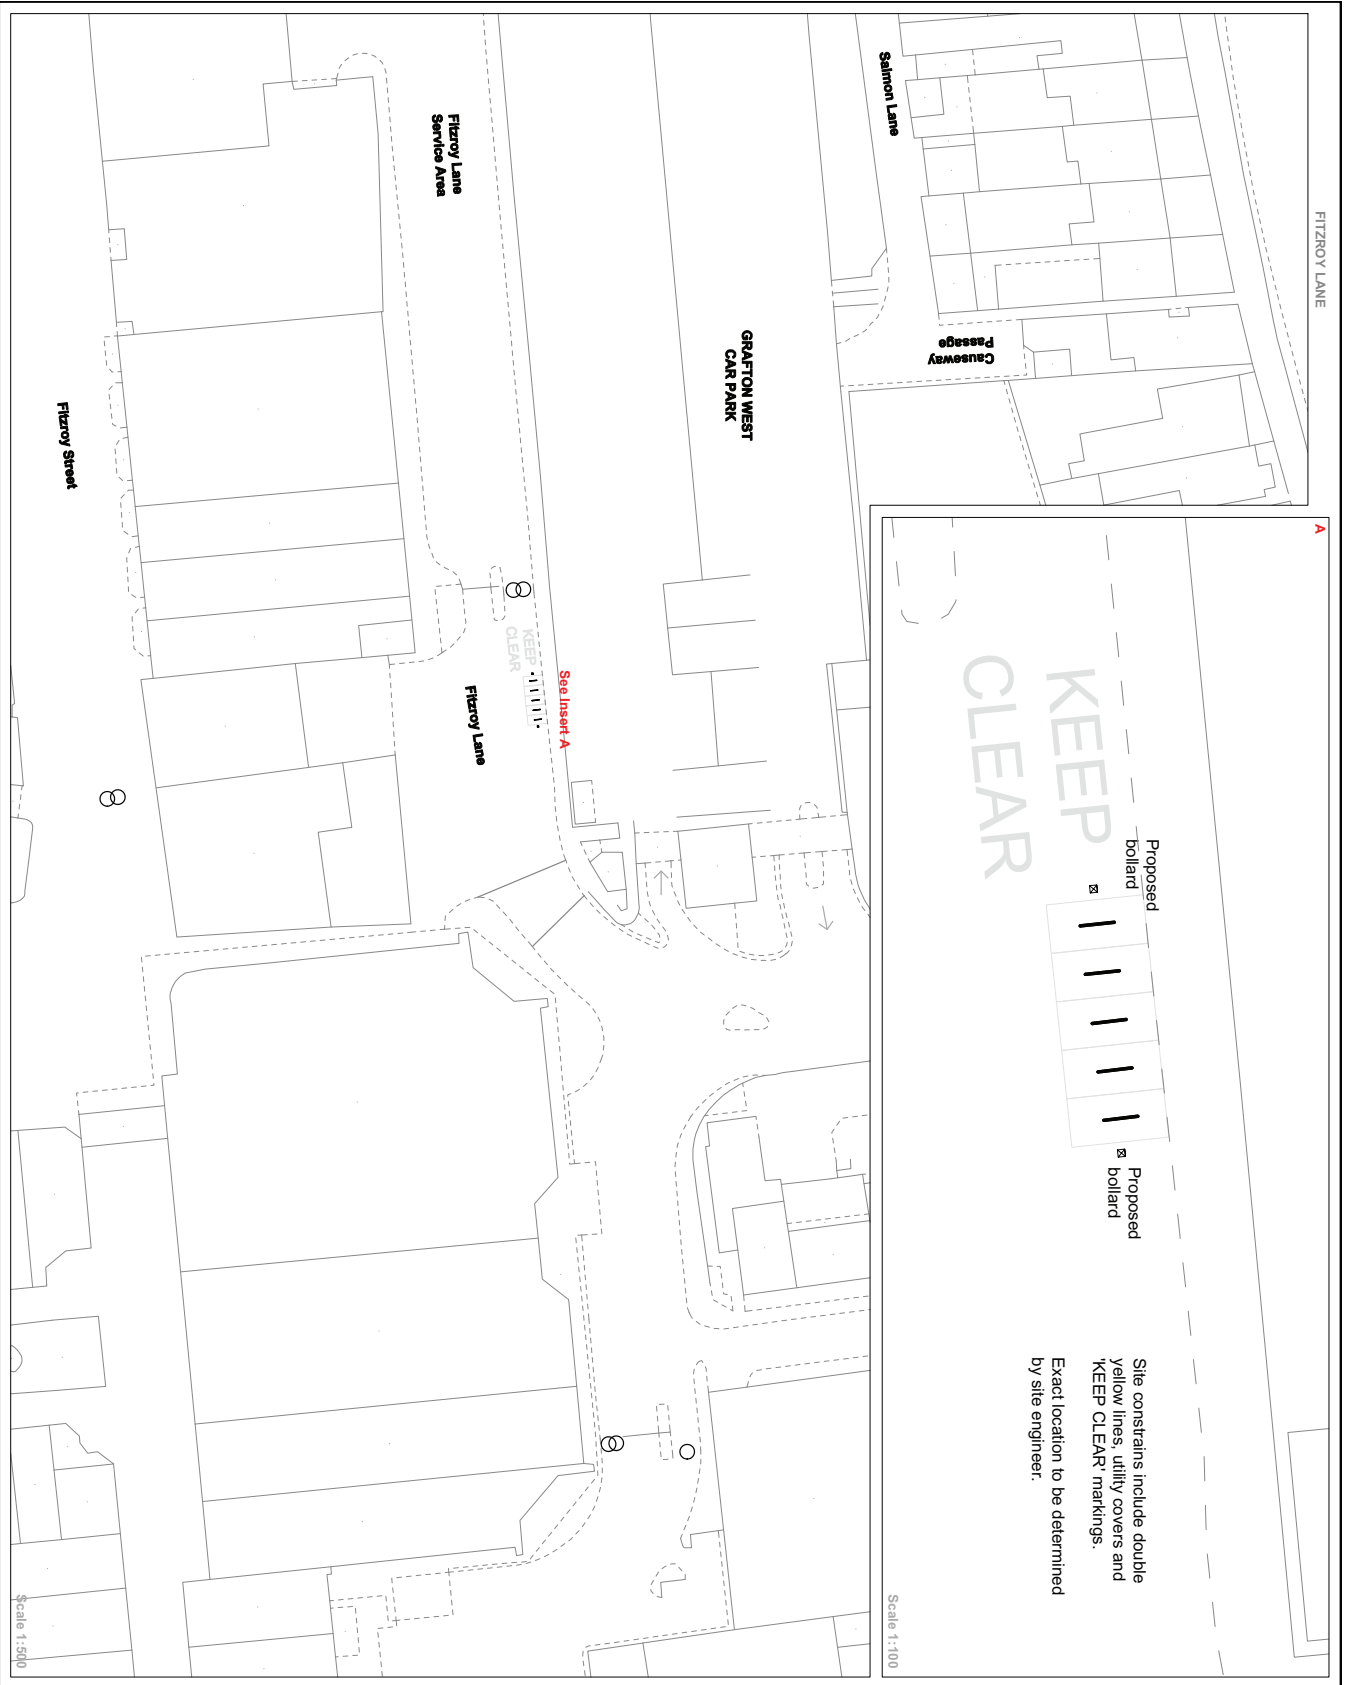 FITZROY LANE
Salmon Lane
Causeway
Passage
GRAFTON WEST
CAR PARK
Fitzroy Lane
Service Area
Fitzroy Street
KEEP
CLEAR
See Insert A
Fitzroy Lane
Scale 1:500
A
KEEP
CLEAR
Proposed
bollard
Proposed
bollard
Site constrains include double
yellow lines, utility covers and
'KEEP CLEAR' markings.
Exact location to be determined
by site engineer.
Scale 1:100